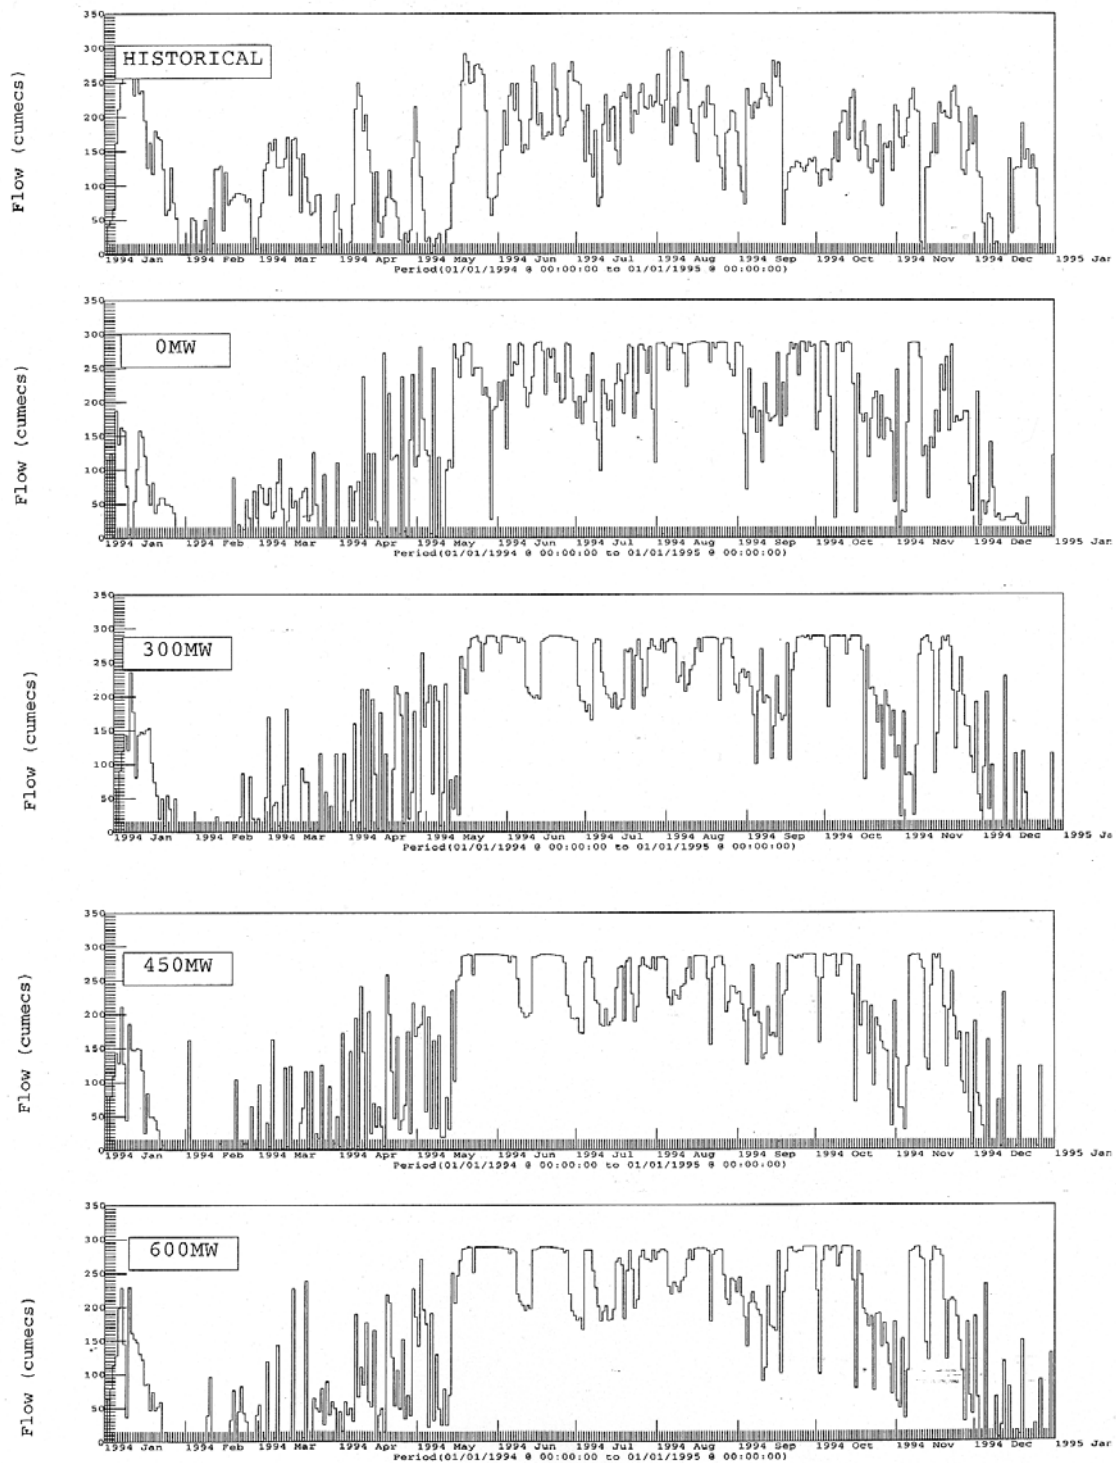 350
300
HISTORICAL
250
200
150
100
50
0
Flow (cumecs)
1994 Jan 1994 Feb 1994 Mar 1994 Apr 1994 May 1994 Jun 1994 Jul 1994 Aug 1994 Sep 1994 Oct 1994 Nov 1994 Dec 1995 Jan
Period(01/01/1994 @ 00:00:00 to 01/01/1995 @ 00:00:00)
350
300
0MW
250
200
150
100
50
0
Flow (cumecs)
1994 Jan 1994 Feb 1994 Mar 1994 Apr 1994 May 1994 Jun 1994 Jul 1994 Aug 1994 Sep 1994 Oct 1994 Nov 1994 Dec 1995 Jan
Period(01/01/1994 @ 00:00:00 to 01/01/1995 @ 00:00:00)
350
300
300MW
250
200
150
100
50
0
Flow (cumecs)
1994 Jan 1994 Feb 1994 Mar 1994 Apr 1994 May 1994 Jun 1994 Jul 1994 Aug 1994 Sep 1994 Oct 1994 Nov 1994 Dec 1995 Ja
Period(01/01/1994 @ 00:00:00 to 01/01/1995 @ 00:00:00)
350
300
450MW
250
200
150
100
50
0
Flow (cumecs)
1994 Jan 1994 Feb 1994 Mar 1994 Apr 1994 May 1994 Jun 1994 Jul 1994 Aug 1994 Sep 1994 Oct 1994 Nov 1994 Dec 1995 Jan
Period(01/01/1994 @ 00:00:00 to 01/01/1995 @ 00:00:00)
350
300
600MW
250
200
150
100
50
0
Flow (cumecs)
1994 Jan 1994 Feb 1994 Mar 1994 Apr 1994 May 1994 Jun 1994 Jul 1994 Aug 1994 Sep 1994 Oct 1994 Nov 1994 Dec 1995 Jan
Period(01/01/1994 @ 00:00:00 to 01/01/1995 @ 00:00:00)